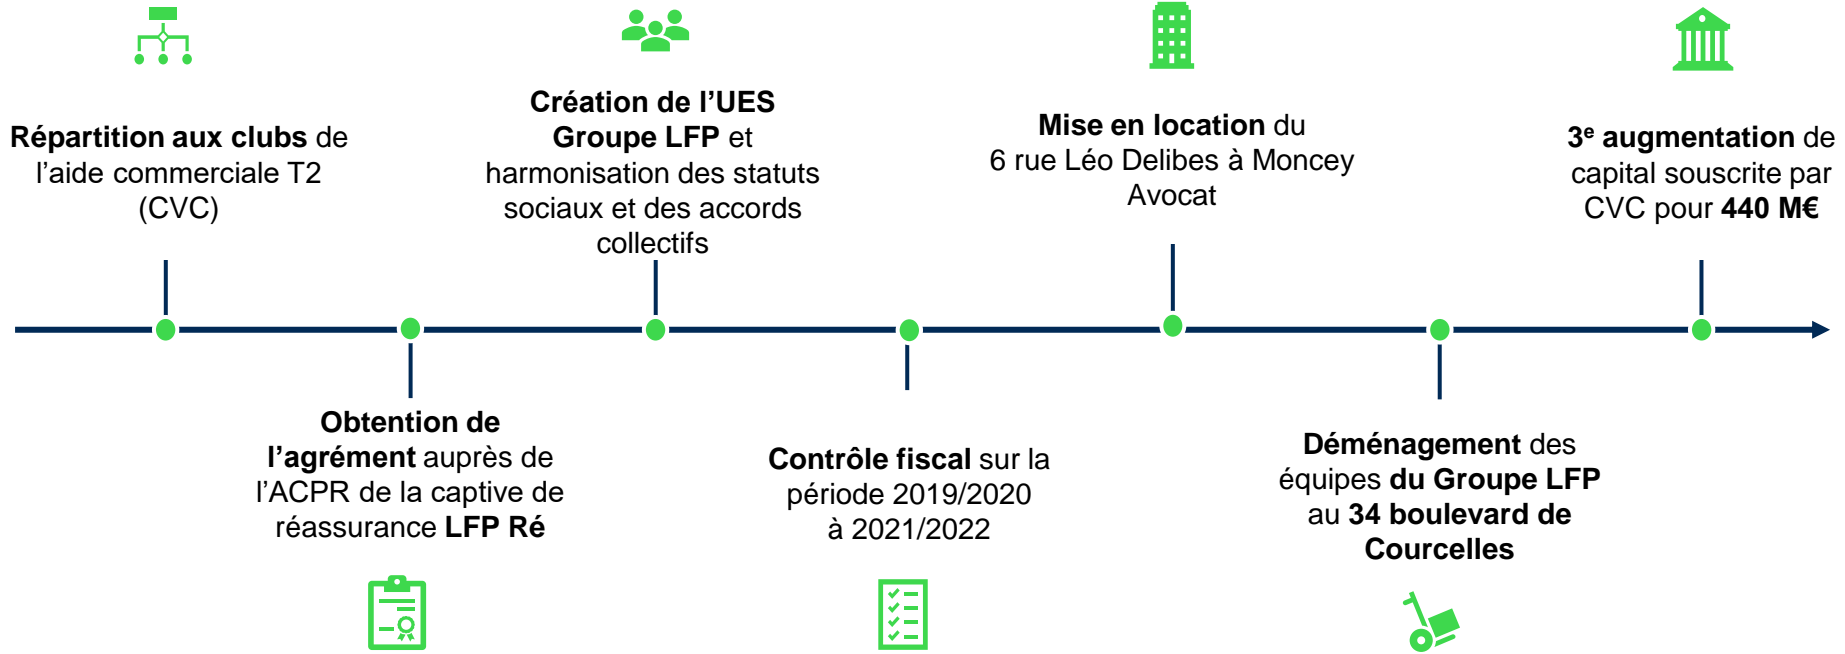 Répartition aux clubs de
l’aide commerciale T2
(CVC)
Obtention de
l’agrément auprès de
l’ACPR de la captive de
réassurance LFP Ré
Création de l’UES
Groupe LFP et
harmonisation des statuts
sociaux et des accords
collectifs
Contrôle fiscal sur la
période 2019/2020
à 2021/2022
Mise en location du
6 rue Léo Delibes à Moncey
Avocat
Déménagement des
équipes du Groupe LFP
au 34 boulevard de
Courcelles
3e augmentation de
capital souscrite par
CVC pour 440 M€